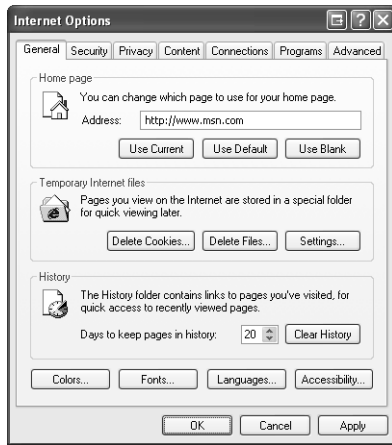 Internet Options
General Security Privacy Content Connections Programs Advanced
Home page
You can change which page to use for your home page.
Address: http://www.msn.com
Use Current Use Default Use Blank
Temporary Internet files
Pages you view on the Internet are stored in a special folder
for quick viewing later.
Delete Cookies... Delete Files... Settings...
History
The History folder contains links to pages you've visited, for
quick access to recently viewed pages.
Days to keep pages in history: 20 Clear History
Colors... Fonts... Languages... Accessibility...
OK Cancel Apply